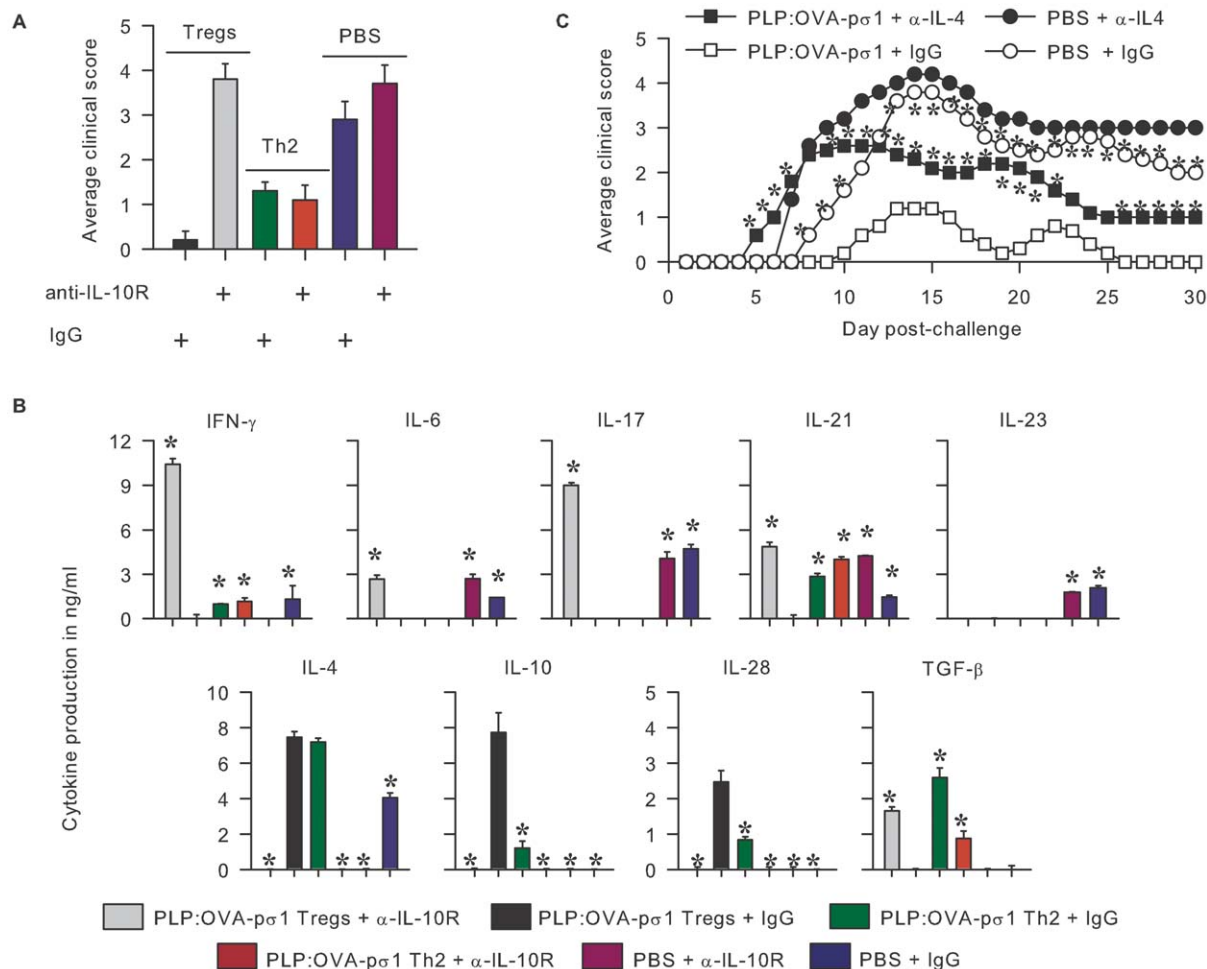 A
Tregs
PBS
Th2
Average clinical score
5
4
3
2
1
0
anti-IL-10R + + +
IgG + + +
C
PLP:OVA-pσ1 + α-IL-4 PBS + α-IL4
PLP:OVA-pσ1 + IgG PBS + IgG
Average clinical score
5
4
3
2
1
0
0 5 10 15 20 25 30
Day post-challenge
B
IFN-γ IL-6 IL-17 IL-21 IL-23
Cytokine production in ng/ml
12
9
6
3
0
IL-4 IL-10 IL-28 TGF-β
10 5
8 4
6 3
4 2
2 1
0 0
PLP:OVA-pσ1 Tregs + α-IL-10R PLP:OVA-pσ1 Tregs + IgG PLP:OVA-pσ1 Th2 + IgG
PLP:OVA-pσ1 Th2 + α-IL-10R PBS + α-IL-10R PBS + IgG